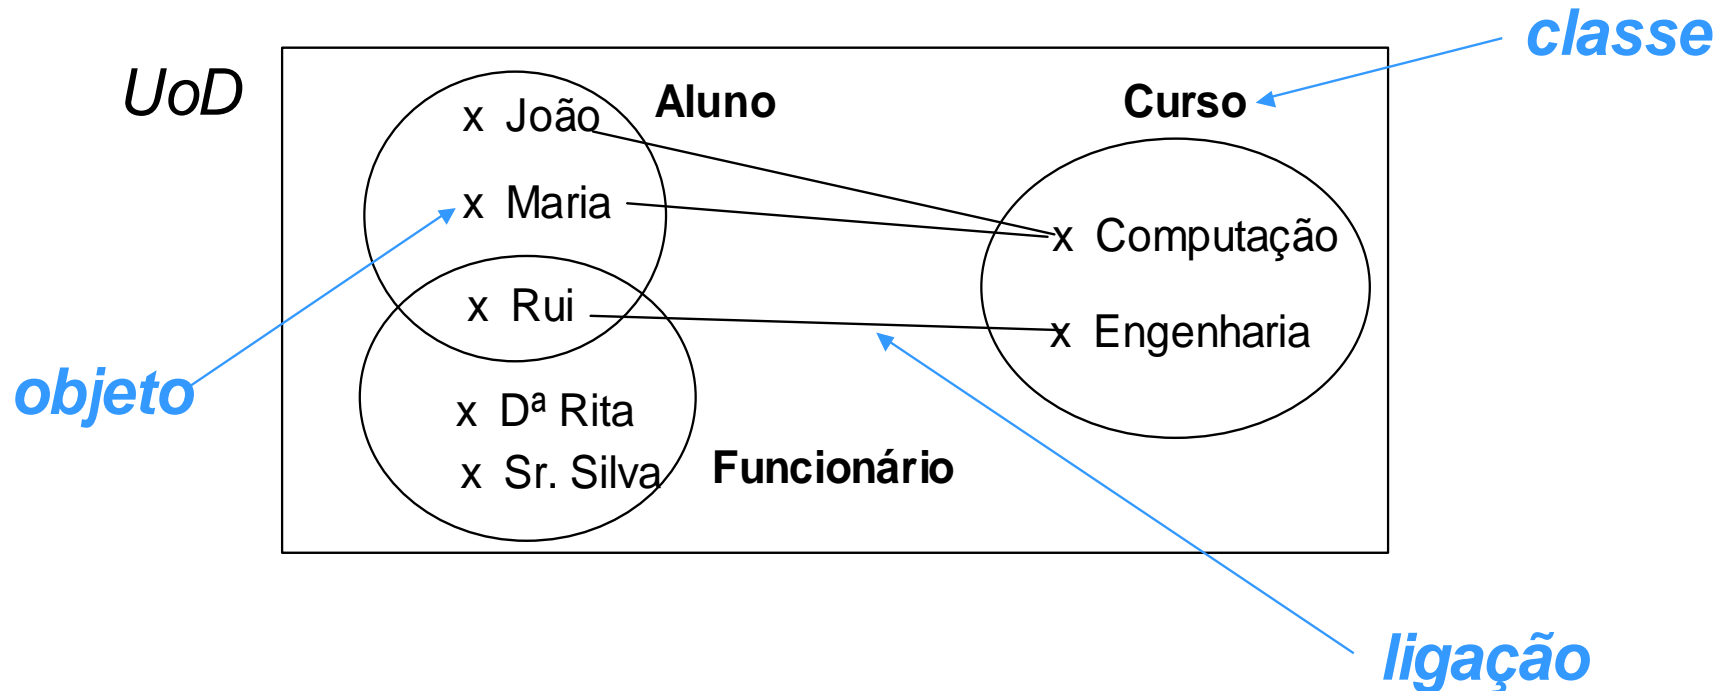 classe
UoD
Aluno
Curso
x João
x Maria
x Computação
x Rui
x Engenharia
objeto
x Dª Rita
x Sr. Silva
Funcionário
ligação